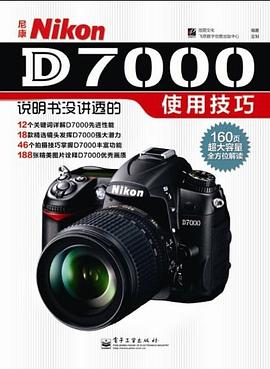 尼康 Nikon
D7000
说明书没讲透的
使用技巧
12个关键词详解D7000先进性能
18款精选镜头发挥D7000强大潜力
46个拍摄技巧掌握D7000丰富功能
188张精美图片诠释D7000优秀画质
160页
超大容量
全方位解读
Nikon
D7000
电子工业出版社